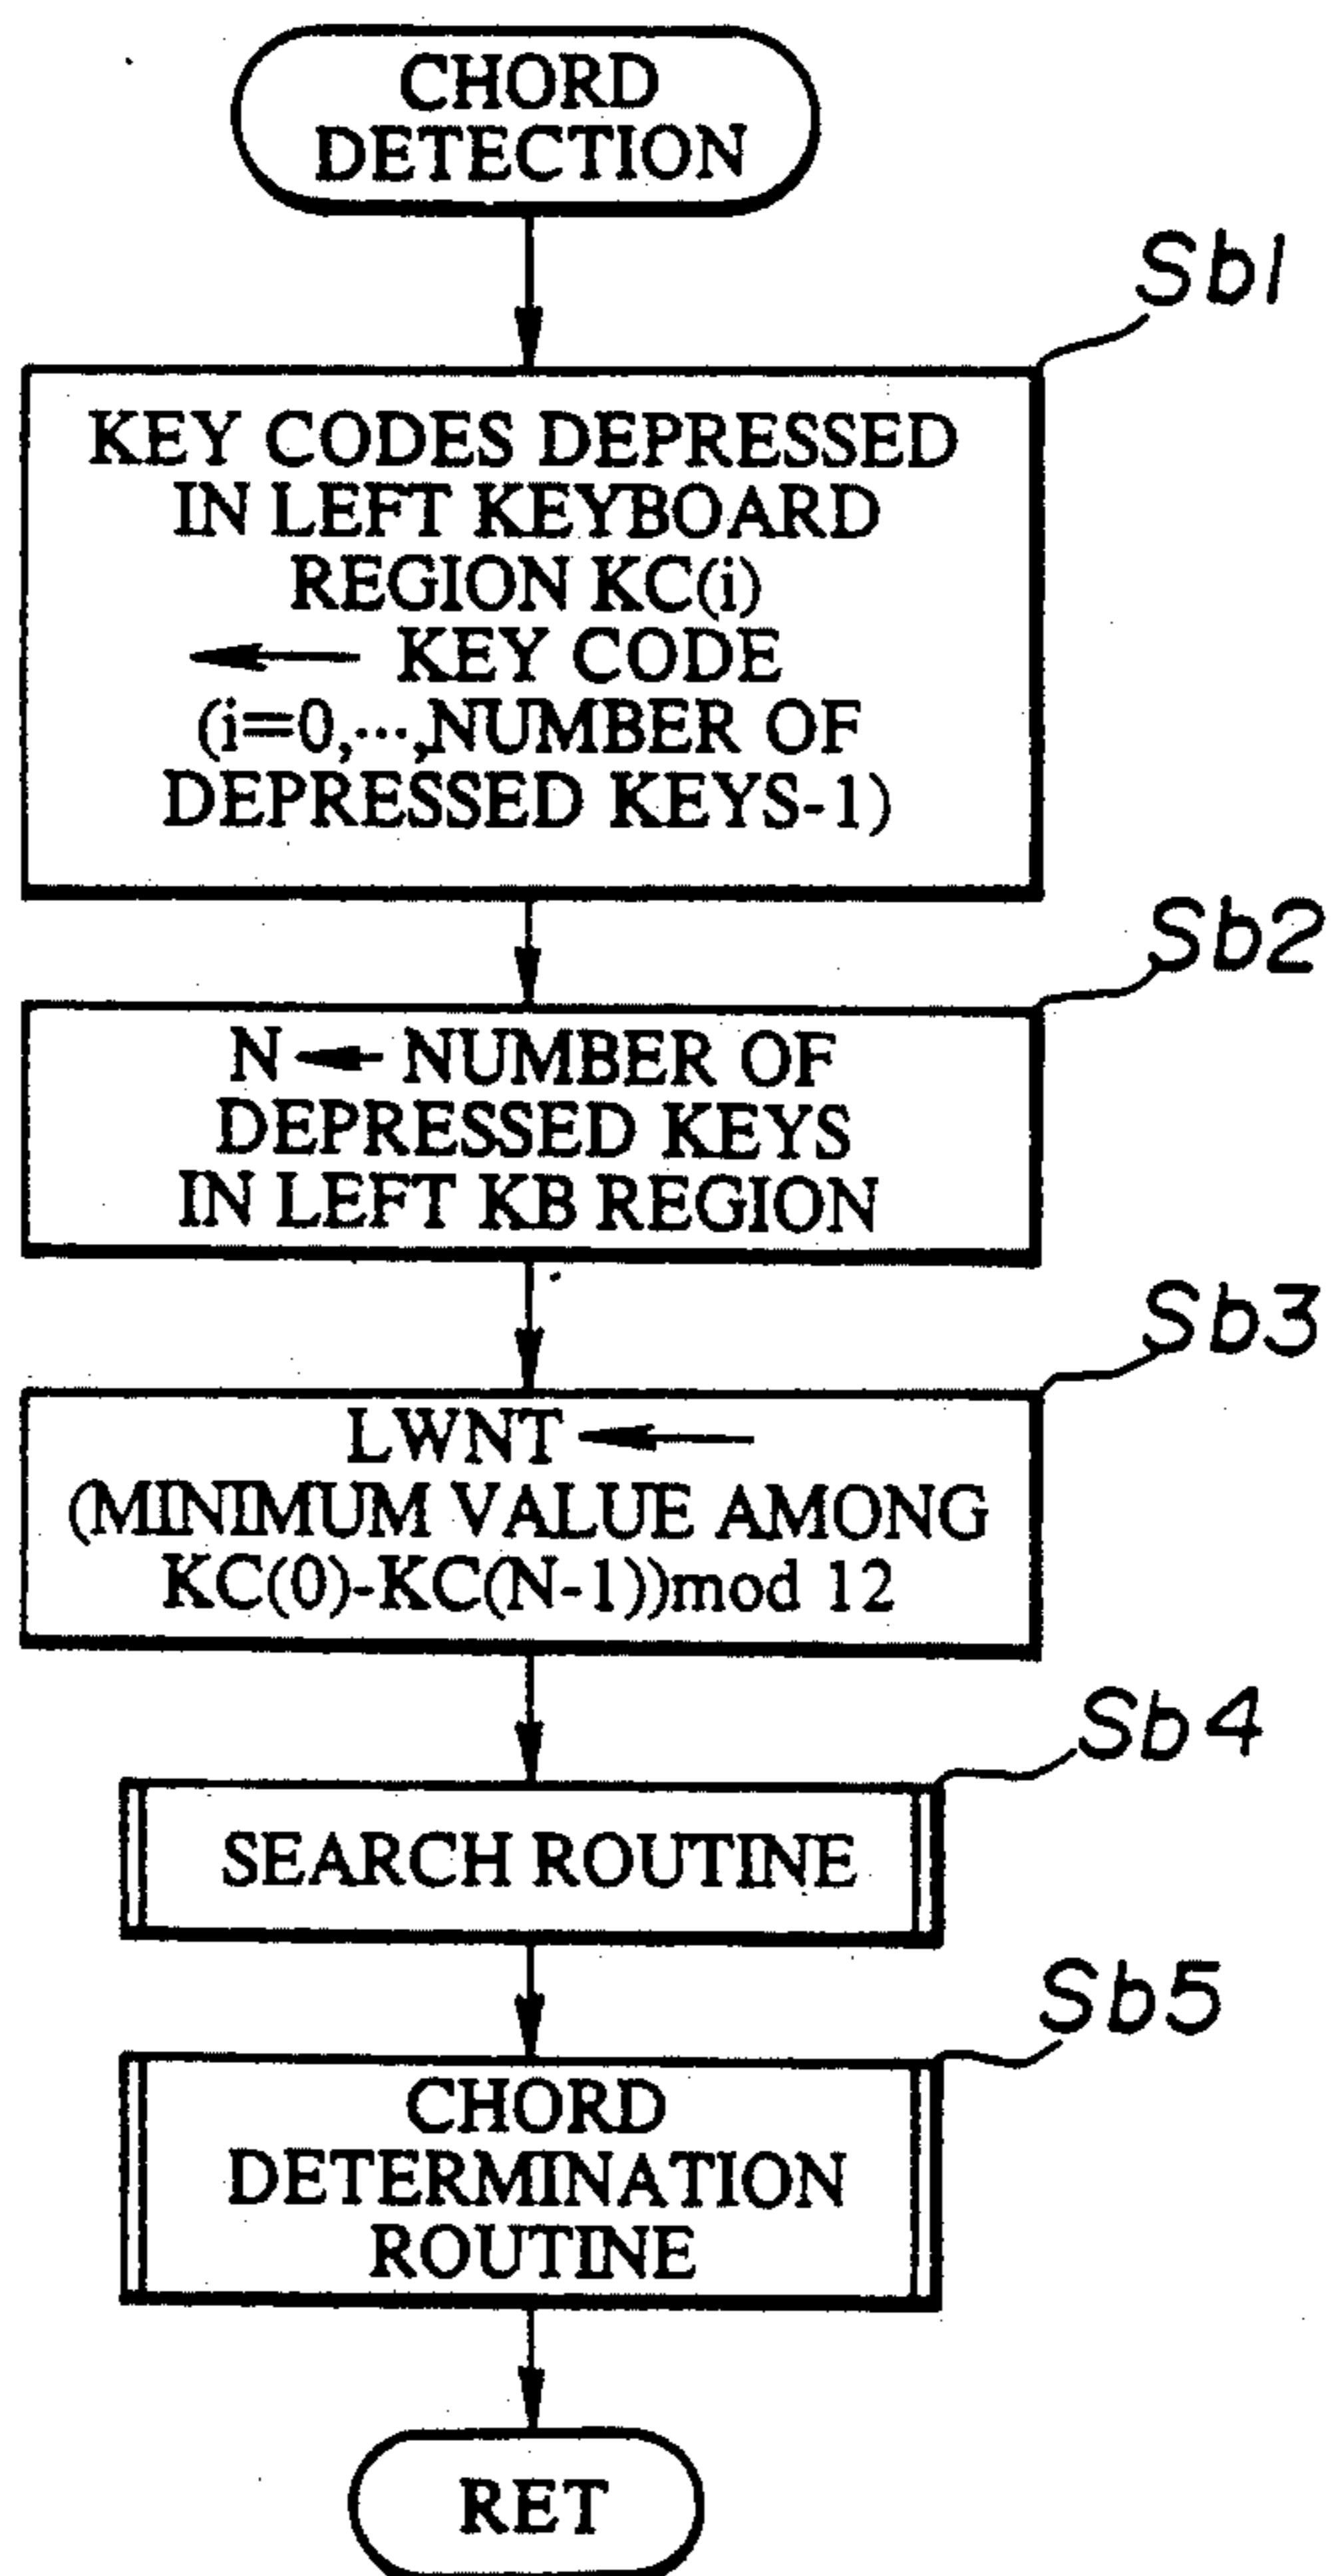 CHORD
DETECTION
Sb1
KEY CODES DEPRESSED
IN LEFT KEYBOARD
REGION KC(i)
← KEY CODE
(i=0,···,NUMBER OF
DEPRESSED KEYS-1)
Sb2
N ← NUMBER OF
DEPRESSED KEYS
IN LEFT KB REGION
Sb3
LWNT ←
(MINIMUM VALUE AMONG
KC(0)-KC(N-1))mod 12
Sb4
SEARCH ROUTINE
Sb5
CHORD
DETERMINATION
ROUTINE
RET